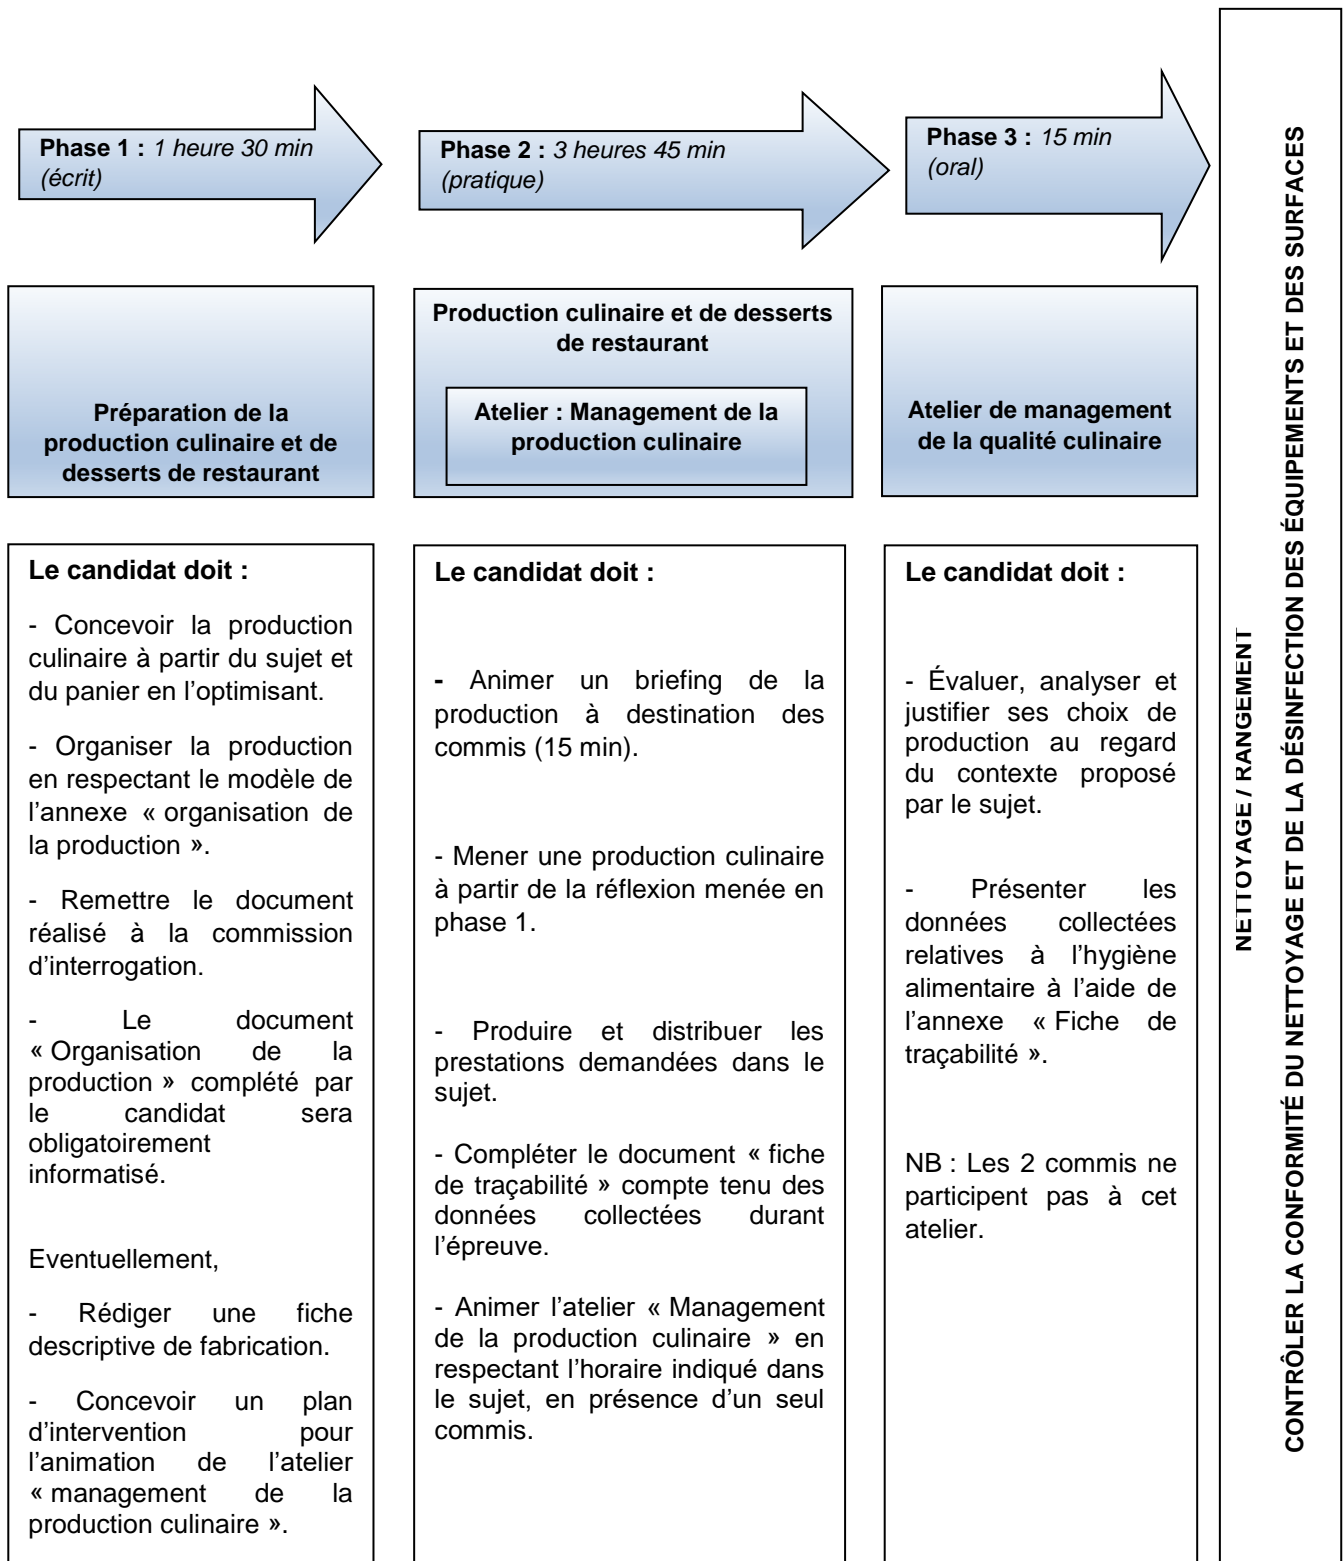 Phase 1 : 1 heure 30 min
(écrit)
Phase 2 : 3 heures 45 min
(pratique)
Phase 3 : 15 min
(oral)
Préparation de la
production culinaire et de
desserts de restaurant
Production culinaire et de desserts
de restaurant
Atelier : Management de la
production culinaire
Atelier de management
de la qualité culinaire
Le candidat doit :
- Concevoir la production
culinaire à partir du sujet et
du panier en l’optimisant.
- Organiser la production
en respectant le modèle de
l’annexe « organisation de
la production ».
- Remettre le document
réalisé à la commission
d’interrogation.
- Le document
« Organisation de la
production » complété par
le candidat sera
obligatoirement
informatisé.
Eventuellement,
- Rédiger une fiche
descriptive de fabrication.
- Concevoir un plan
d’intervention pour
l’animation de l’atelier
« management de la
production culinaire ».
Le candidat doit :
- Animer un briefing de la
production à destination des
commis (15 min).
- Mener une production culinaire
à partir de la réflexion menée en
phase 1.
- Produire et distribuer les
prestations demandées dans le
sujet.
- Compléter le document « fiche
de traçabilité » compte tenu des
données collectées durant
l’épreuve.
- Animer l’atelier « Management
de la production culinaire » en
respectant l’horaire indiqué dans
le sujet, en présence d’un seul
commis.
Le candidat doit :
- Évaluer, analyser et
justifier ses choix de
production au regard
du contexte proposé
par le sujet.
- Présenter les
données collectées
relatives à l’hygiène
alimentaire à l’aide de
l’annexe « Fiche de
traçabilité ».
NB : Les 2 commis ne
participent pas à cet
atelier.
NETTOYAGE / RANGEMENT
CONTRÔLER LA CONFORMITÉ DU NETTOYAGE ET DE LA DÉSINFECTION DES ÉQUIPEMENTS ET DES SURFACES